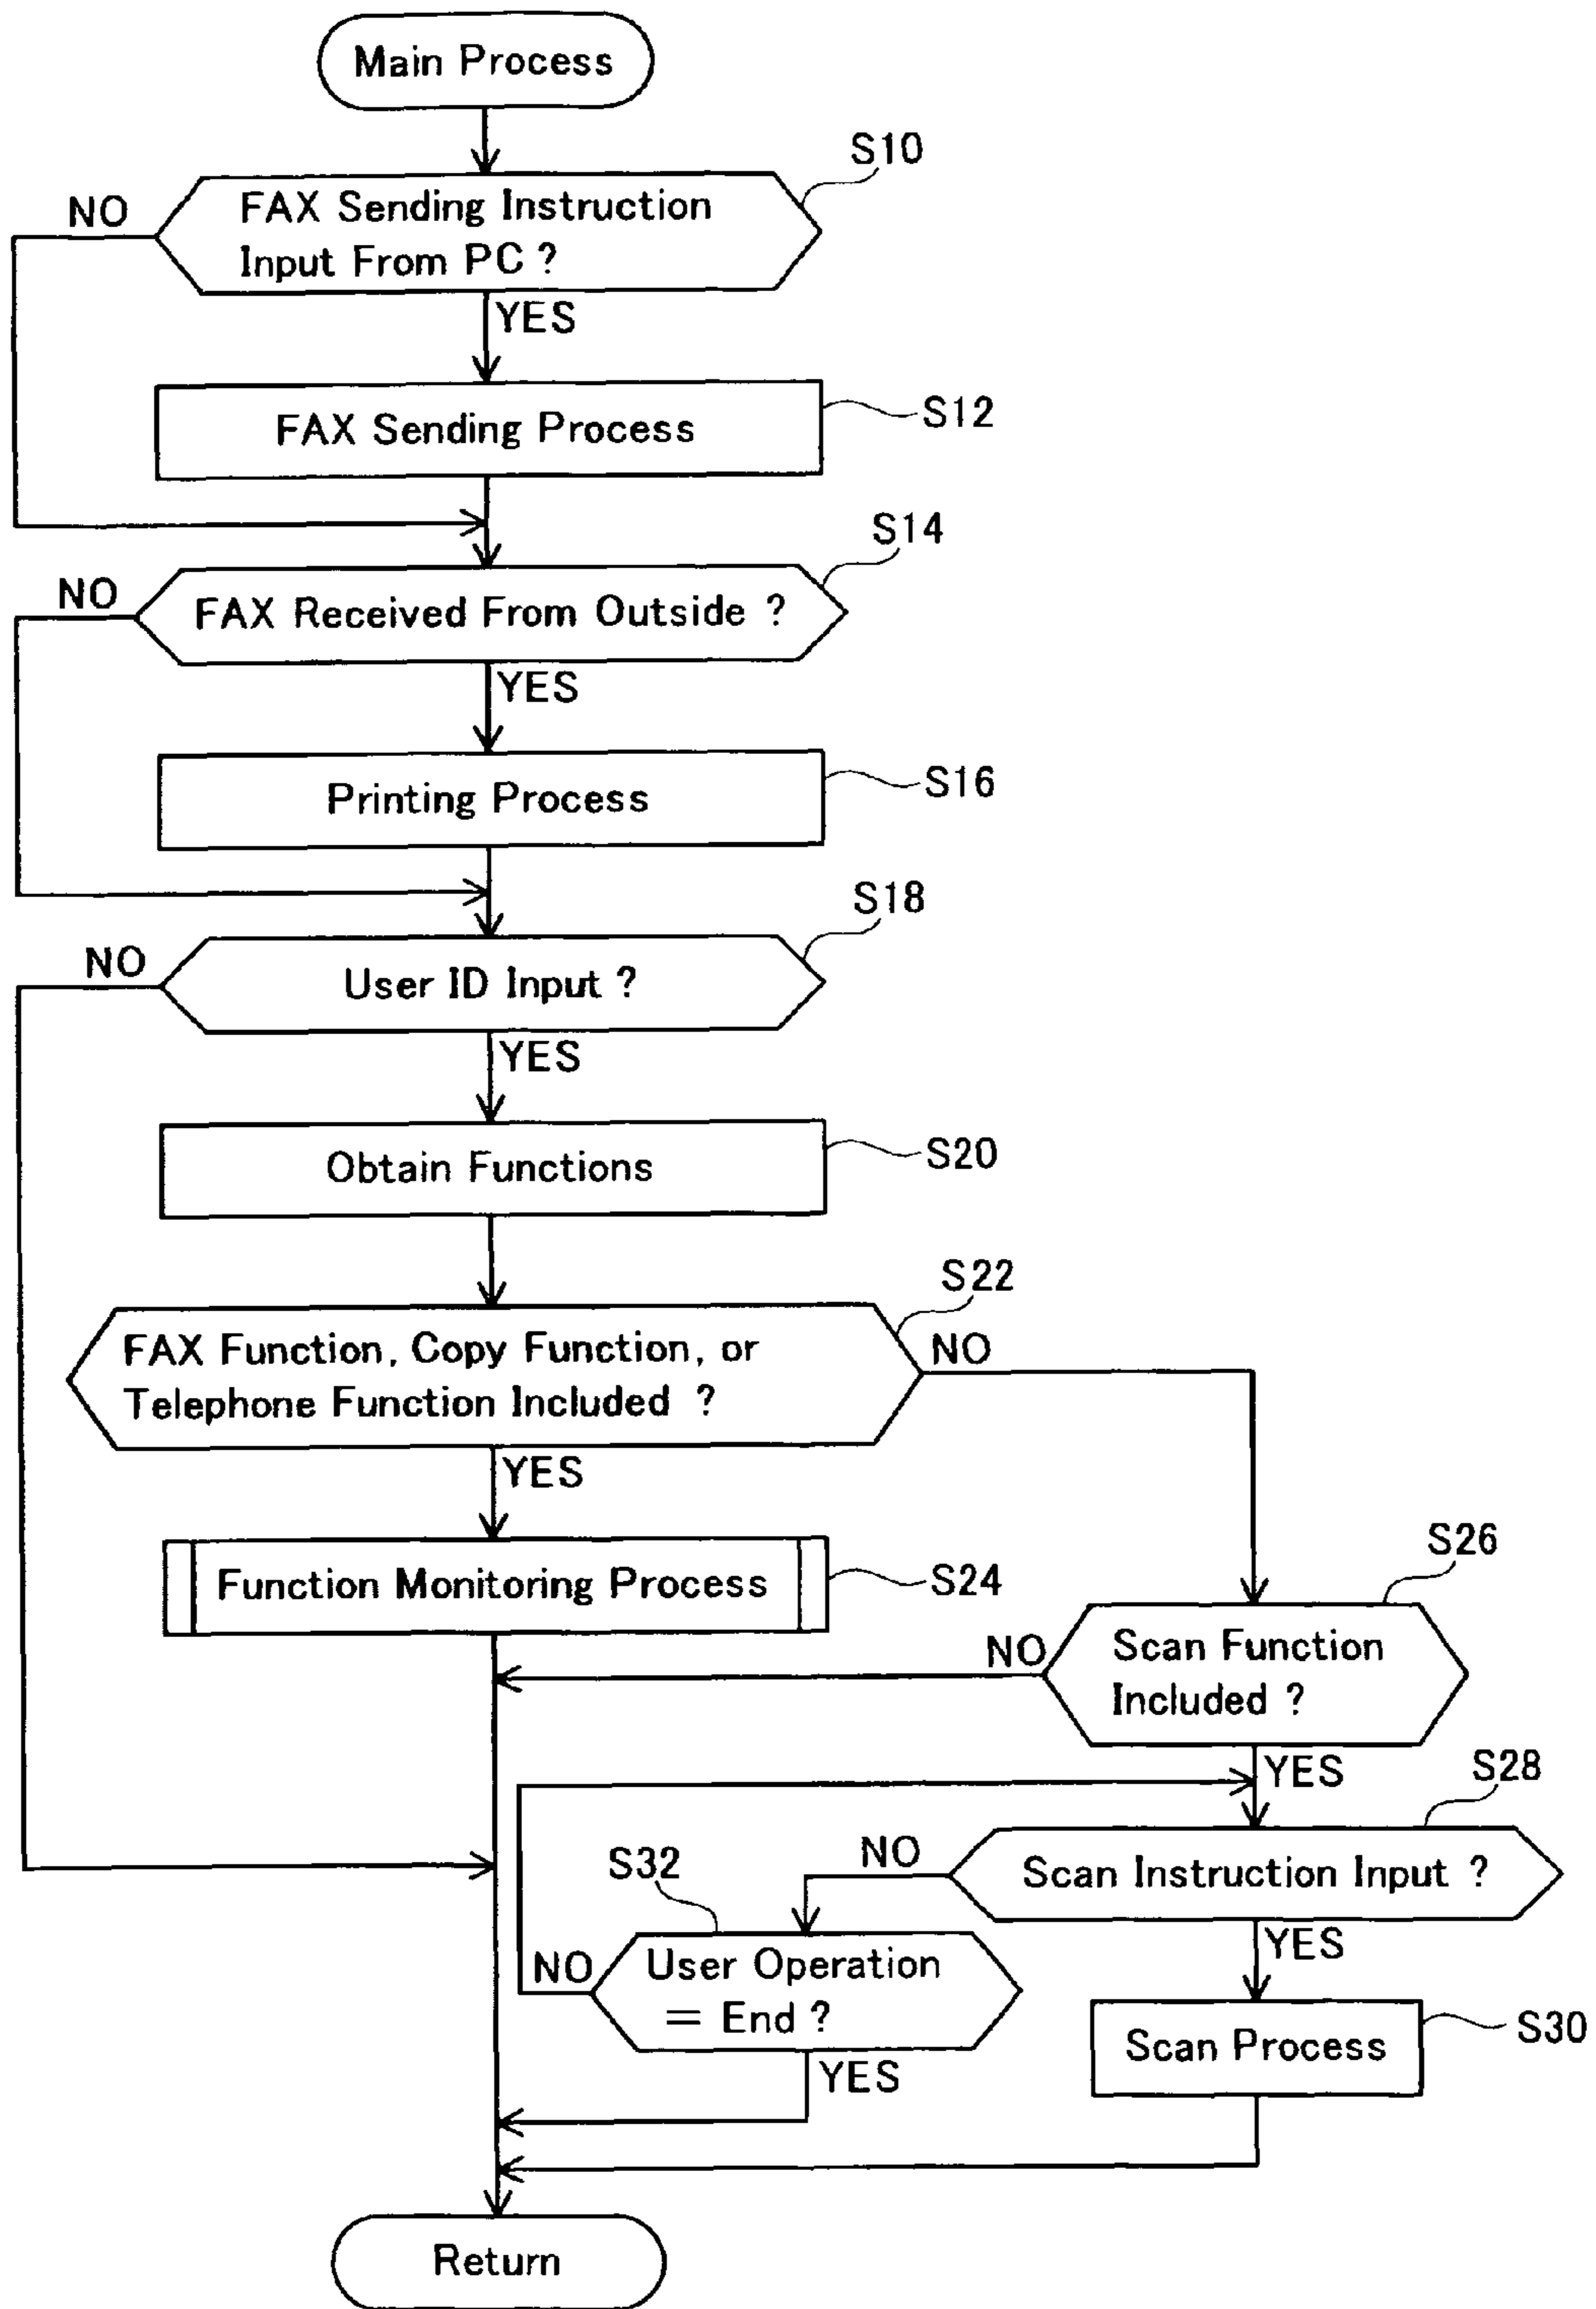 Main Process
S10
NO
FAX Sending Instruction
Input From PC ?
YES
FAX Sending Process
S12
S14
NO
FAX Received From Outside ?
YES
Printing Process
S16
S18
NO
User ID Input ?
YES
Obtain Functions
S20
S22
FAX Function, Copy Function, or
Telephone Function Included ?
NO
YES
Function Monitoring Process
S24
S26
NO
Scan Function
Included ?
YES
S28
NO
Scan Instruction Input ?
S32
YES
NO
User Operation
= End ?
YES
Scan Process
S30
Return